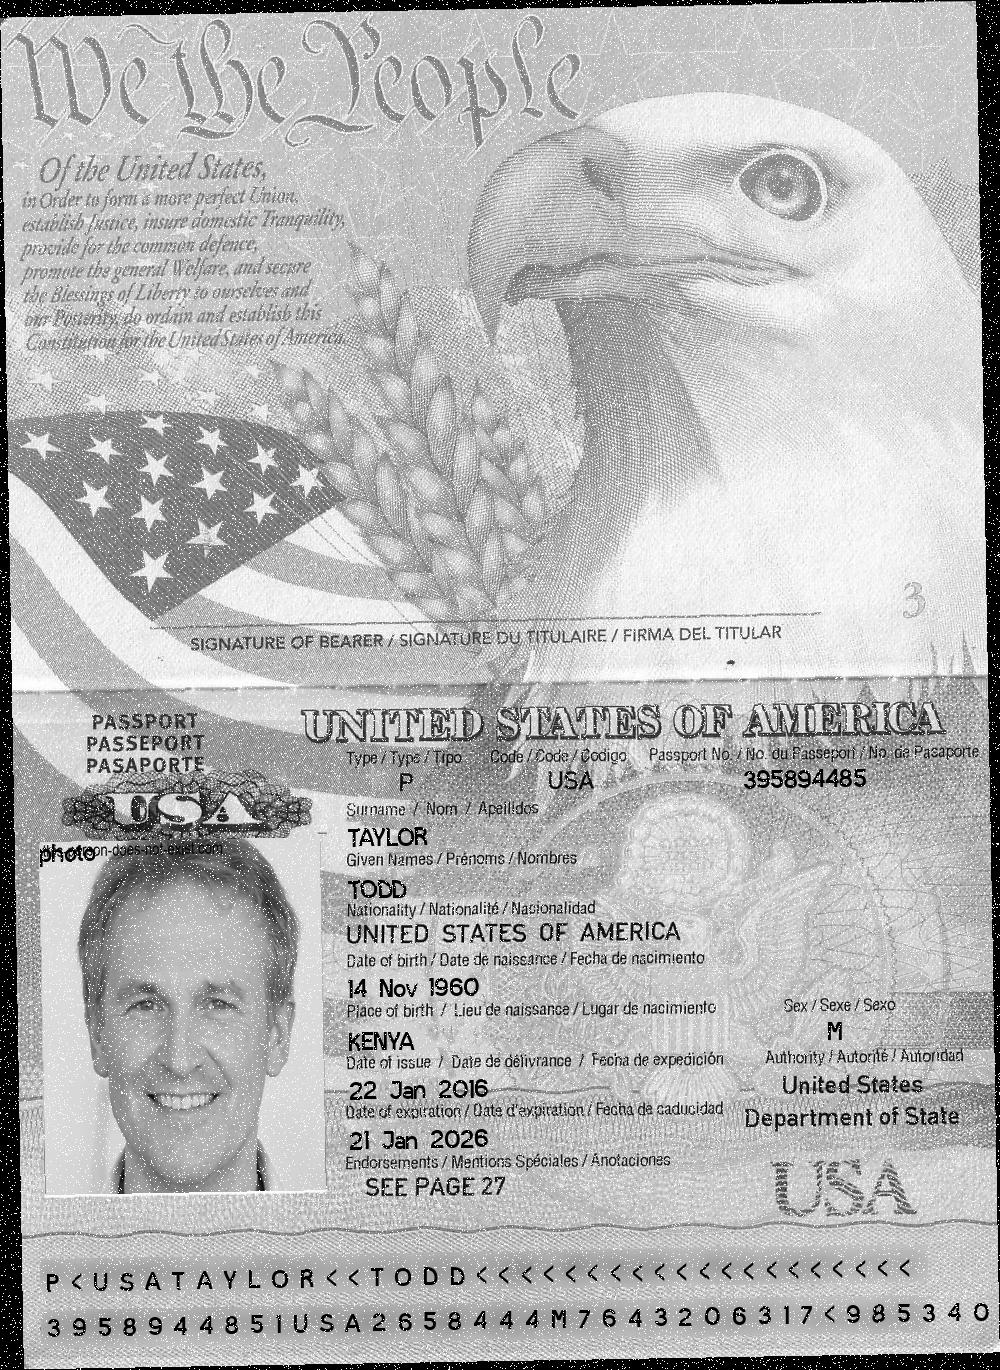 We the People
Of the United States,
in Order to form a more perfect Union,
establish Justice, insure domestic Tranquility,
provide for the common defence,
promote the general Welfare, and secure
the Blessings of Liberty to ourselves and
our Posterity, do ordain and establish this
Constitution for the United States of America.
3
SIGNATURE OF BEARER / SIGNATURE DU TITULAIRE / FIRMA DEL TITULAR
PASSPORT
PASSEPORT
PASAPORTE
USA
UNITED STATES OF AMERICA
Type / Type / Tipo Code / Code / Codigo Passport No. / No. du Passeport / No. de Pasaporte
P USA 395894485
Surname / Nom / Apellidos
TAYLOR
Given Names / Prénoms / Nombres
TODD
Nationality / Nationalité / Nacionalidad
UNITED STATES OF AMERICA
Date of birth / Date de naissance / Fecha de nacimiento
14 Nov 1960
Place of birth / Lieu de naissance / Lugar de nacimiento
KENYA
Date of issue / Date de délivrance / Fecha de expedición
22 Jan 2016
Date of expiration / Date d'expiration / Fecha de caducidad
21 Jan 2026
Endorsements / Mentions Spéciales / Anotaciones
SEE PAGE 27
Sex / Sexe / Sexo
M
Authority / Autorité / Autoridad
United States
Department of State
USA
photo
person-does-not-exist.com
P<USATAYLOR<<TODD<<<<<<<<<<<<<<<<<<<<
3958944851USA2658444M7643206317<985340